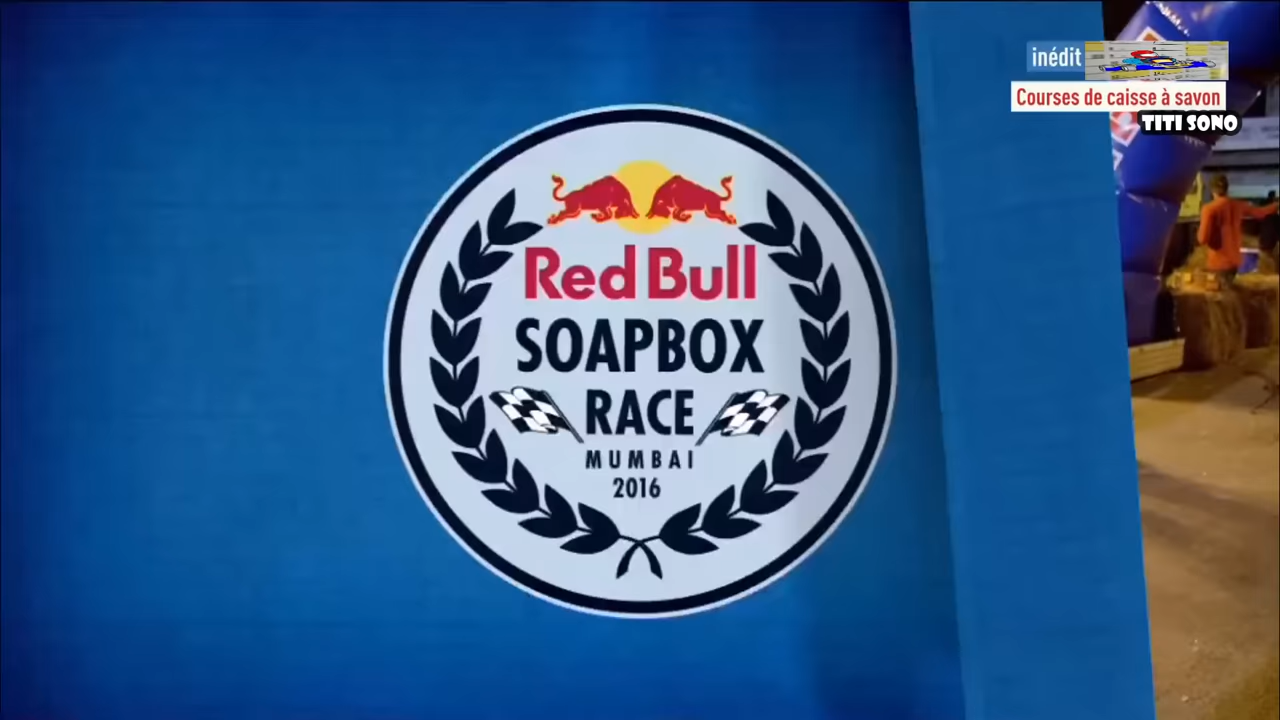 inédit
Courses de caisse à savon
TITI SONO
Red Bull
SOAPBOX
RACE
MUMBAI
2016